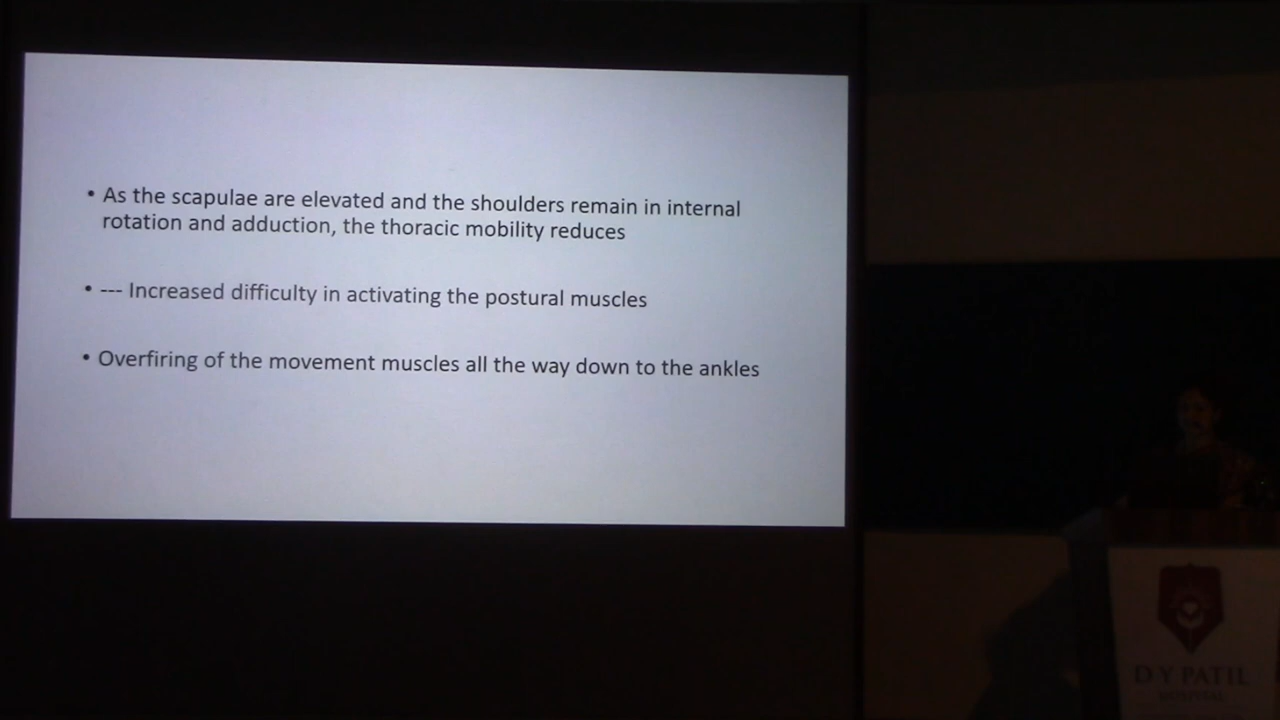 • As the scapulae are elevated and the shoulders remain in internal
rotation and adduction, the thoracic mobility reduces
• --- Increased difficulty in activating the postural muscles
• Overfiring of the movement muscles all the way down to the ankles
D Y PATIL
HOSPITAL